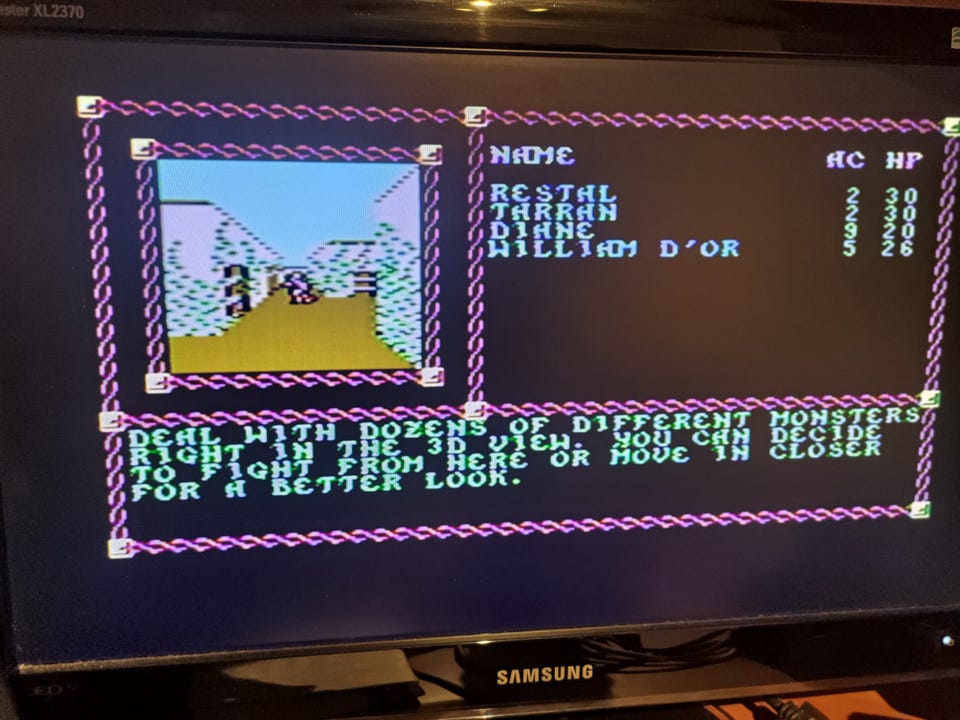 aster XL2370
NAME AC HP
RESTAL 2 30
TARRAN 2 30
DIANE 9 20
WILLIAM D'OR 5 26
DEAL WITH DOZENS OF DIFFERENT MONSTERS
RIGHT IN THE 3D VIEW. YOU CAN DECIDE
TO FIGHT FROM HERE OR MOVE IN CLOSER
FOR A BETTER LOOK.
SAMSUNG
LED